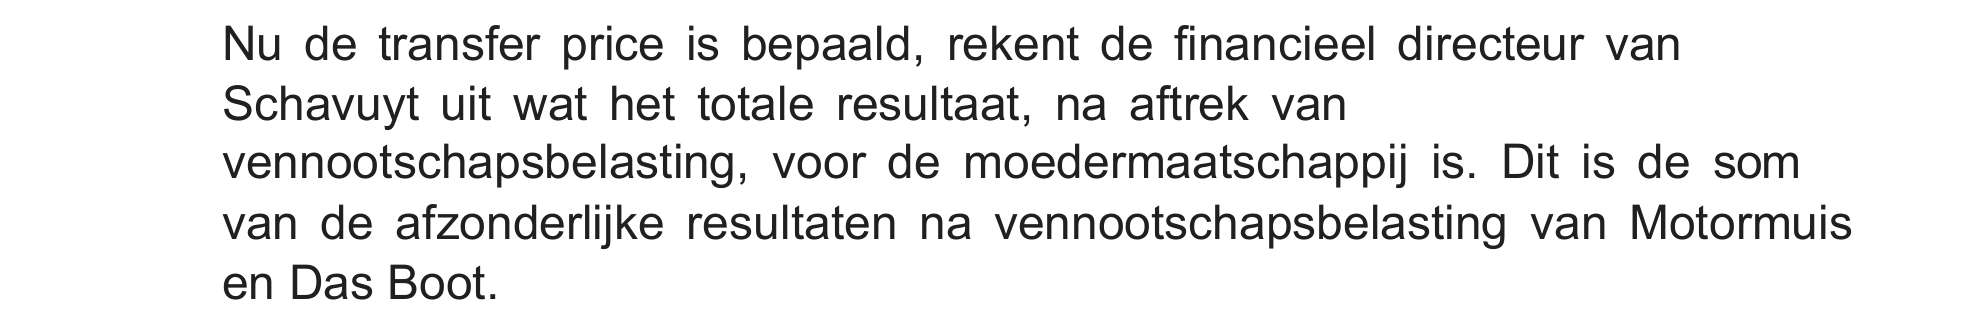 Nu de transfer price is bepaald, rekent de financieel directeur van
Schavuyt uit wat het totale resultaat, na aftrek van
vennootschapsbelasting, voor de moedermaatschappij is. Dit is de som
van de afzonderlijke resultaten na vennootschapsbelasting van Motormuis
en Das Boot.